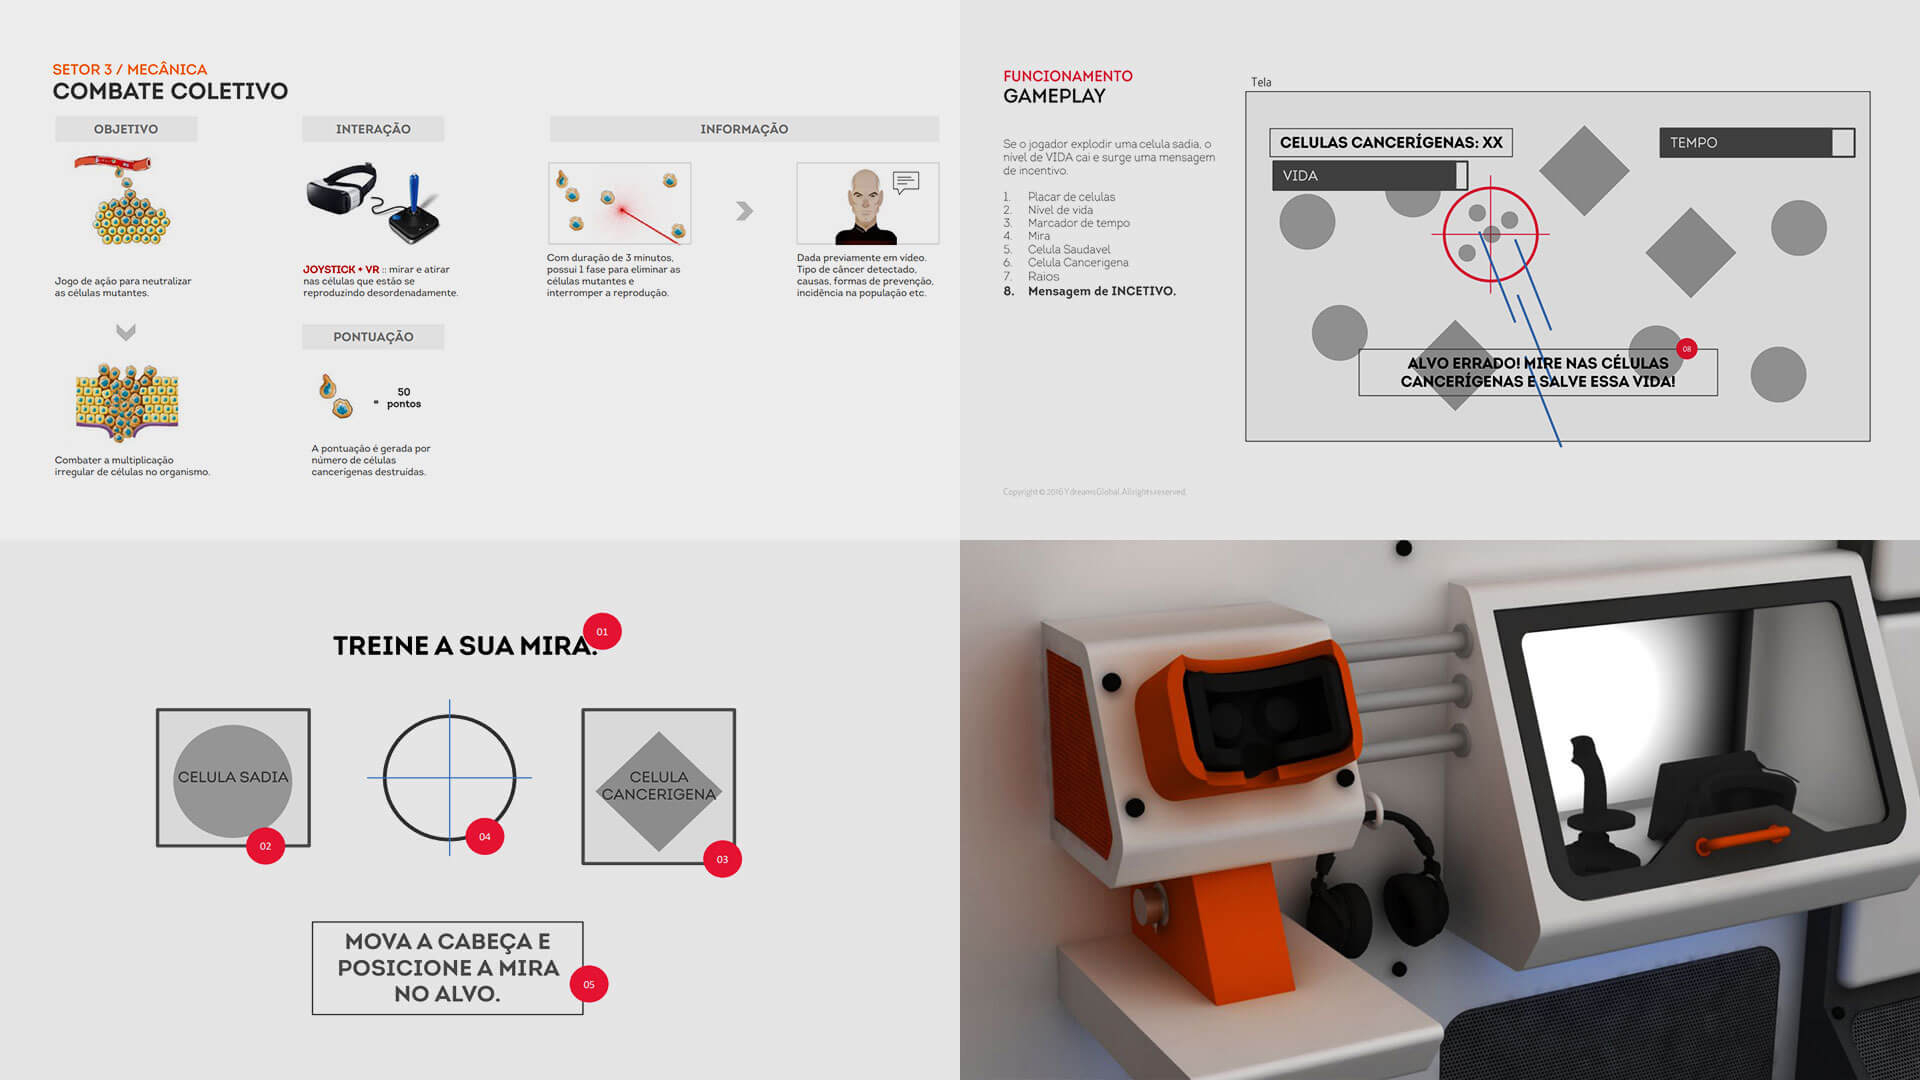 SETOR 3 / MECÂNICA
COMBATE COLETIVO
OBJETIVO
Jogo de ação para neutralizar
as células mutantes.
Combater a multiplicação
irregular de células no organismo.
INTERAÇÃO
JOYSTICK + VR :: mirar e atirar
nas células que estão se
reproduzindo desordenadamente.
PONTUAÇÃO
= 50
pontos
A pontuação é gerada por
número de células
cancerígenas destruídas.
INFORMAÇÃO
Com duração de 3 minutos,
possui 1 fase para eliminar as
células mutantes e
interromper a reprodução.
Dada previamente em vídeo.
Tipo de câncer detectado,
causas, formas de prevenção,
incidência na população etc.
FUNCIONAMENTO
GAMEPLAY
Se o jogador explodir uma celula sadia, o
nível de VIDA cai e surge uma mensagem
de incentivo.
1. Placar de celulas
2. Nível de vida
3. Marcador de tempo
4. Mira
5. Celula Saudavel
6. Celula Cancerigena
7. Raios
8. Mensagem de INCETIVO.
Copyright © 2016 YdreamsGlobal. All rights reserved.
Tela
CELULAS CANCERÍGENAS: XX
VIDA
TEMPO
08
ALVO ERRADO! MIRE NAS CÉLULAS
CANCERÍGENAS E SALVE ESSA VIDA!
TREINE A SUA MIRA.
01
CELULA SADIA
02
04
CELULA
CANCERIGENA
03
MOVA A CABEÇA E
POSICIONE A MIRA
NO ALVO.
05